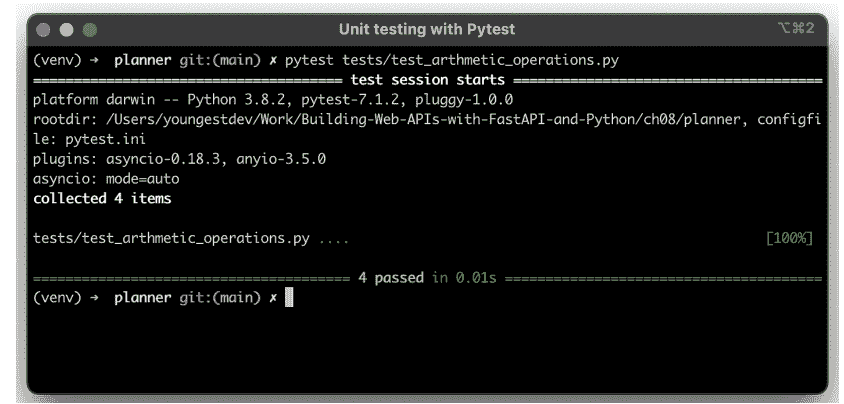 Unit testing with Pytest ⌥⌘2
(venv) → planner git:(main) ✗ pytest tests/test_arithmetic_operations.py
======================================= test session starts =======================================
platform darwin -- Python 3.8.2, pytest-7.1.2, pluggy-1.0.0
rootdir: /Users/youngestdev/Work/Building-Web-APIs-with-FastAPI-and-Python/ch08/planner, configfi
le: pytest.ini
plugins: asyncio-0.18.3, anyio-3.5.0
asyncio: mode=auto
collected 4 items
tests/test_arithmetic_operations.py .... [100%]
======================================== 4 passed in 0.01s ========================================
(venv) → planner git:(main) ✗